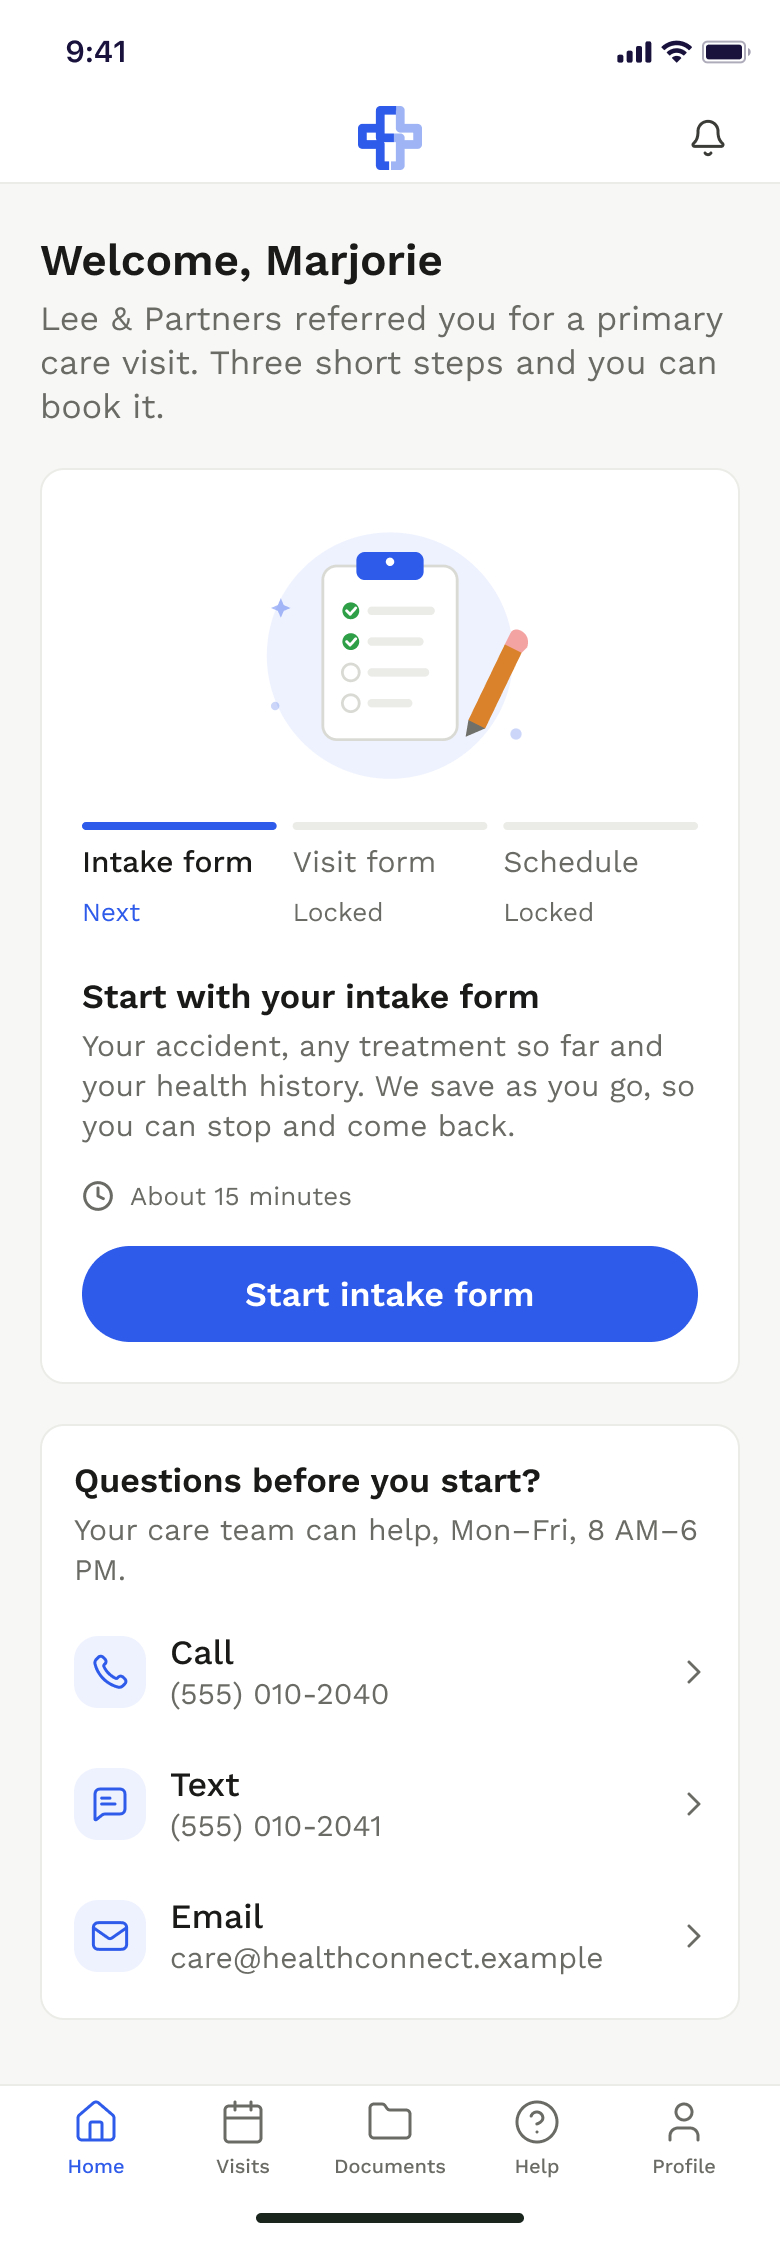 9:41
Welcome, Marjorie
Lee & Partners referred you for a primary
care visit. Three short steps and you can
book it.
Intake form
Visit form
Schedule
Next
Locked
Locked
Start with your intake form
Your accident, any treatment so far and
your health history. We save as you go, so
you can stop and come back.
About 15 minutes
Start intake form
Questions before you start?
Your care team can help, Mon–Fri, 8 AM–6
PM.
Call
(555) 010-2040
Text
(555) 010-2041
Email
care@healthconnect.example
Home
Visits
Documents
Help
Profile